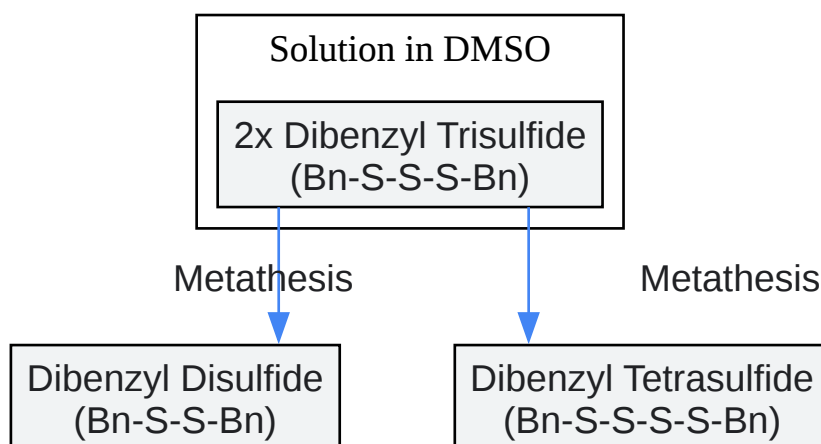 Solution in DMSO
2x Dibenzyl Trisulfide
(Bn-S-S-S-Bn)
Metathesis
Metathesis
Dibenzyl Disulfide
(Bn-S-S-Bn)
Dibenzyl Tetrasulfide
(Bn-S-S-S-S-Bn)